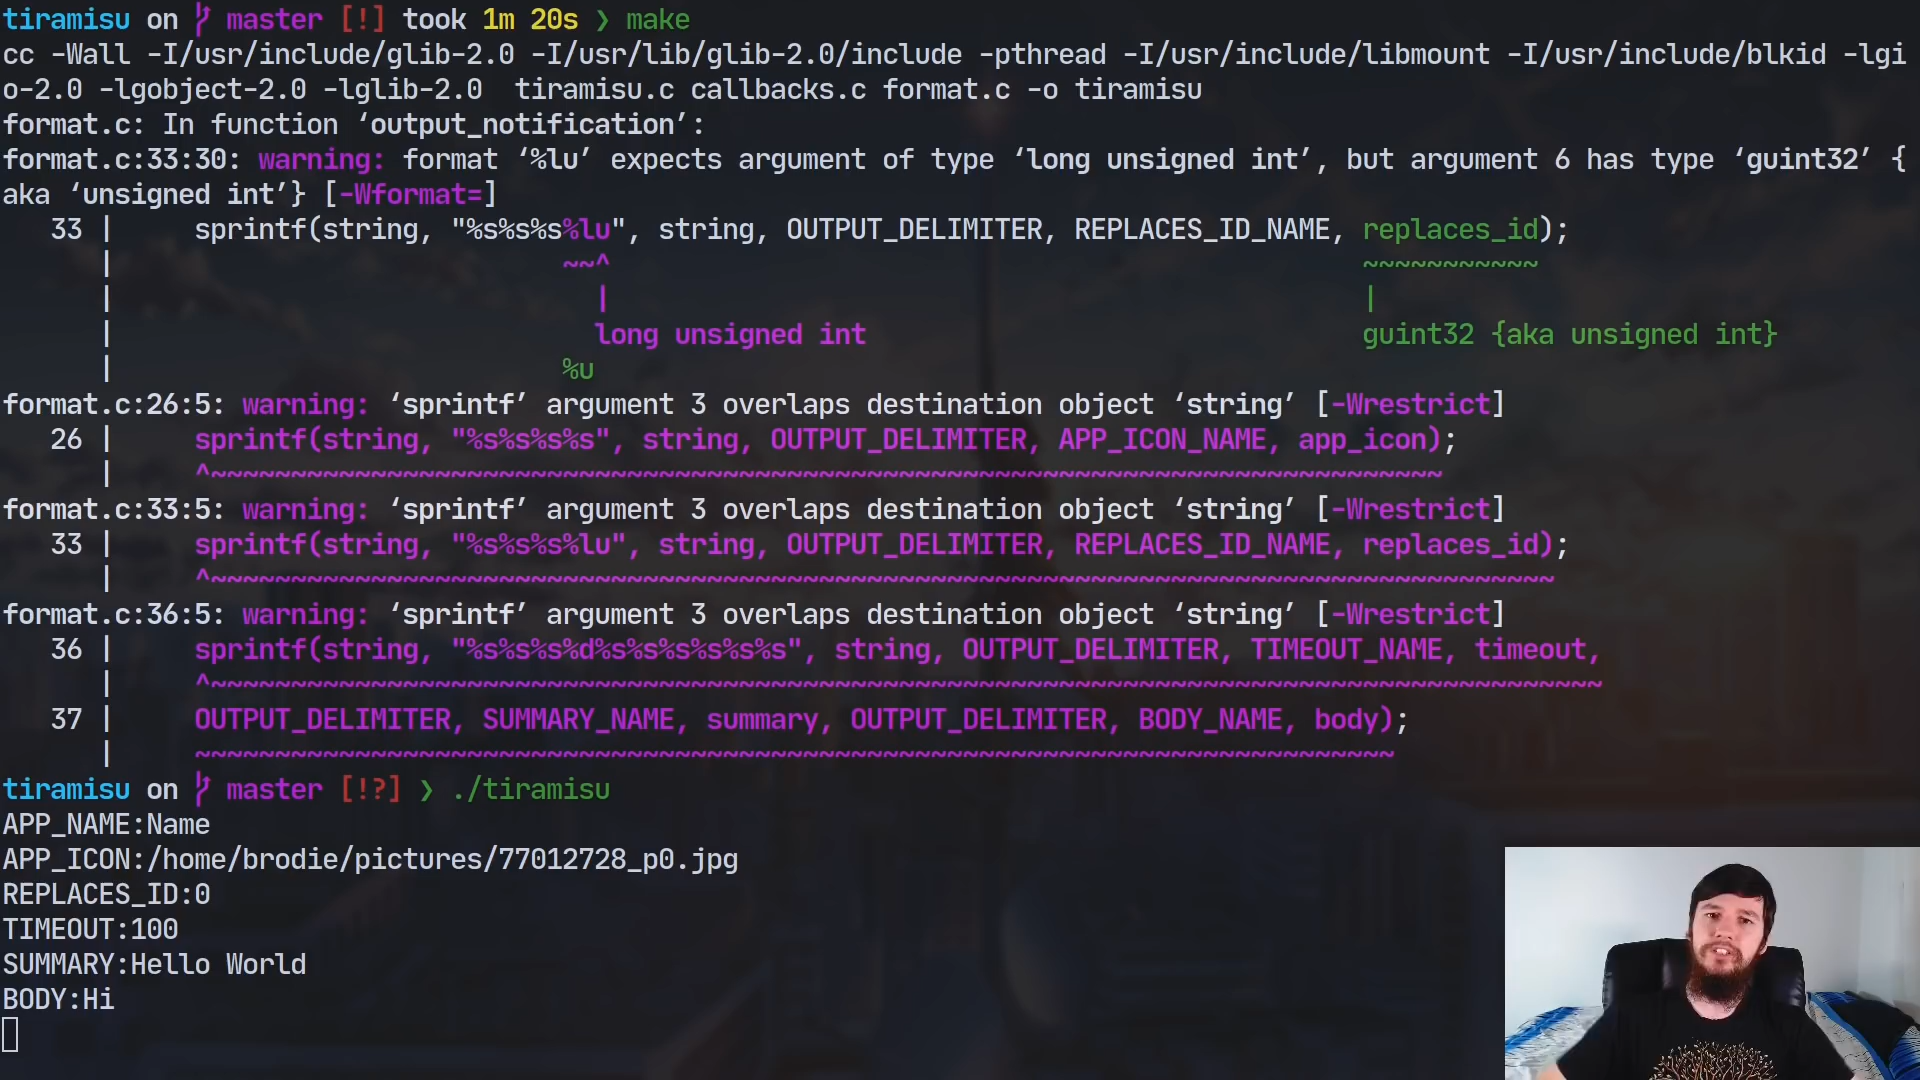 tiramisu on master [!] took 1m 20s ❯ make
cc -Wall -I/usr/include/glib-2.0 -I/usr/lib/glib-2.0/include -pthread -I/usr/include/libmount -I/usr/include/blkid -lgi
o-2.0 -lgobject-2.0 -lglib-2.0  tiramisu.c callbacks.c format.c -o tiramisu
format.c: In function ‘output_notification’:
format.c:33:30: warning: format ‘%lu’ expects argument of type ‘long unsigned int’, but argument 6 has type ‘guint32’ {
aka ‘unsigned int’} [-Wformat=]
   33 |     sprintf(string, "%s%s%s%lu", string, OUTPUT_DELIMITER, REPLACES_ID_NAME, replaces_id);
      |                            ~~^                                               ~~~~~~~~~~~
      |                              |                                               |
      |                              long unsigned int                               guint32 {aka unsigned int}
      |                            %u
format.c:26:5: warning: ‘sprintf’ argument 3 overlaps destination object ‘string’ [-Wrestrict]
   26 |     sprintf(string, "%s%s%s%s", string, OUTPUT_DELIMITER, APP_ICON_NAME, app_icon);
      |     ^~~~~~~~~~~~~~~~~~~~~~~~~~~~~~~~~~~~~~~~~~~~~~~~~~~~~~~~~~~~~~~~~~~~~~~~~~~~~~
format.c:33:5: warning: ‘sprintf’ argument 3 overlaps destination object ‘string’ [-Wrestrict]
   33 |     sprintf(string, "%s%s%s%lu", string, OUTPUT_DELIMITER, REPLACES_ID_NAME, replaces_id);
      |     ^~~~~~~~~~~~~~~~~~~~~~~~~~~~~~~~~~~~~~~~~~~~~~~~~~~~~~~~~~~~~~~~~~~~~~~~~~~~~~~~~~~~~
format.c:36:5: warning: ‘sprintf’ argument 3 overlaps destination object ‘string’ [-Wrestrict]
   36 |     sprintf(string, "%s%s%s%d%s%s%s%s%s%s", string, OUTPUT_DELIMITER, TIMEOUT_NAME, timeout,
      |     ^~~~~~~~~~~~~~~~~~~~~~~~~~~~~~~~~~~~~~~~~~~~~~~~~~~~~~~~~~~~~~~~~~~~~~~~~~~~~~~~~~~~~~~~
   37 |     OUTPUT_DELIMITER, SUMMARY_NAME, summary, OUTPUT_DELIMITER, BODY_NAME, body);
      |     ~~~~~~~~~~~~~~~~~~~~~~~~~~~~~~~~~~~~~~~~~~~~~~~~~~~~~~~~~~~~~~~~~~~~~~~~~~~
tiramisu on master [!?] ❯ ./tiramisu
APP_NAME:Name
APP_ICON:/home/brodie/pictures/77012728_p0.jpg
REPLACES_ID:0
TIMEOUT:100
SUMMARY:Hello World
BODY:Hi